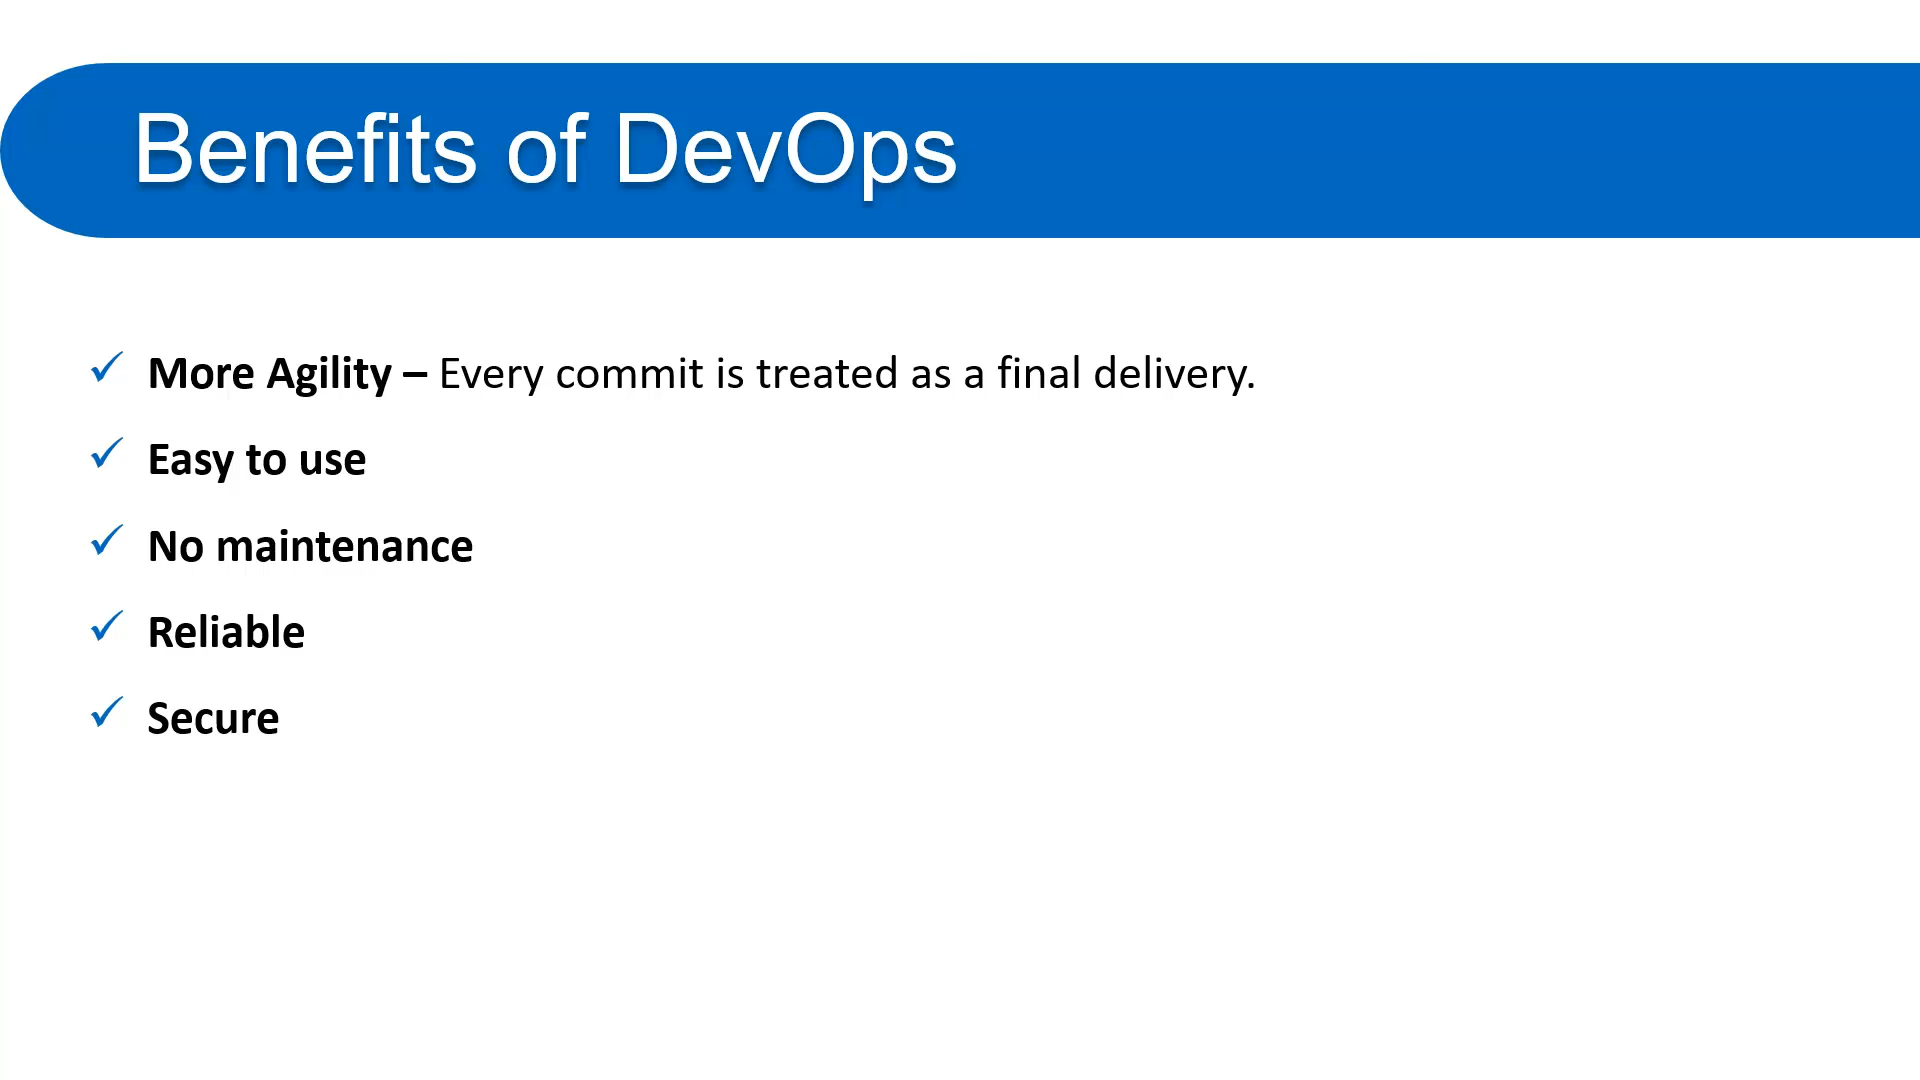 Benefits of DevOps
✓ More Agility – Every commit is treated as a final delivery.
✓ Easy to use
✓ No maintenance
✓ Reliable
✓ Secure